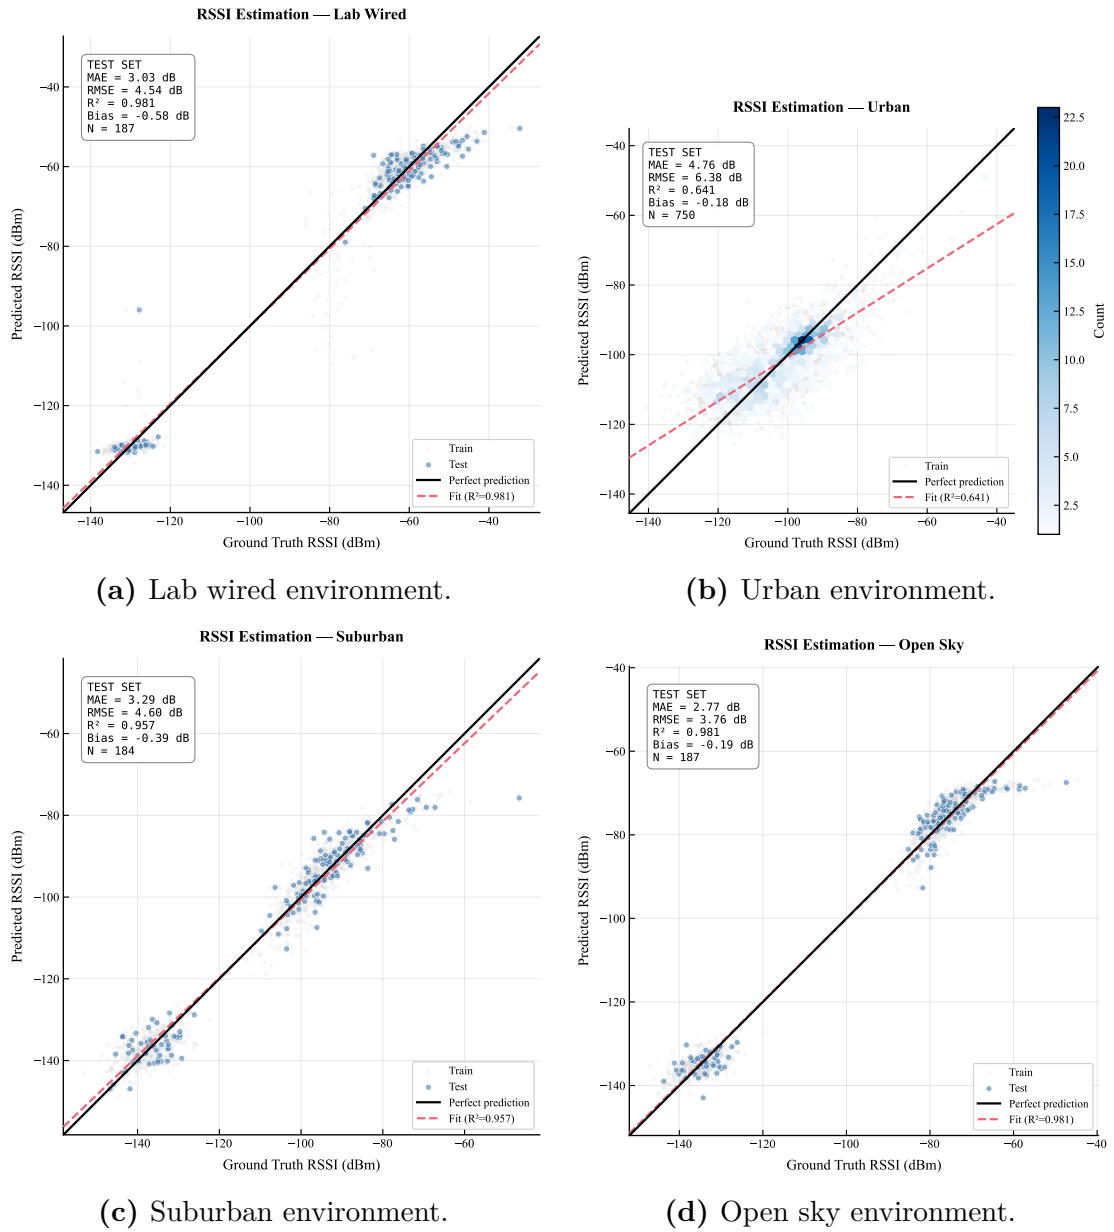 RSSI Estimation — Lab Wired
TEST SET
MAE = 3.03 dB
RMSE = 4.54 dB
R² = 0.981
Bias = -0.58 dB
N = 187
−40
−60
−80
−100
−120
−140
Predicted RSSI (dBm)
Train
Test
Perfect prediction
Fit (R²=0.981)
−140
−120
−100
−80
−60
−40
Ground Truth RSSI (dBm)
(a) Lab wired environment.
RSSI Estimation — Urban
TEST SET
MAE = 4.76 dB
RMSE = 6.38 dB
R² = 0.641
Bias = -0.18 dB
N = 750
−40
−60
−80
−100
−120
−140
Predicted RSSI (dBm)
Train
Perfect prediction
Fit (R²=0.641)
−140
−120
−100
−80
−60
−40
Ground Truth RSSI (dBm)
22.5
20.0
17.5
15.0
12.5
10.0
7.5
5.0
2.5
Count
(b) Urban environment.
RSSI Estimation — Suburban
TEST SET
MAE = 3.29 dB
RMSE = 4.60 dB
R² = 0.957
Bias = -0.39 dB
N = 184
−60
−80
−100
−120
−140
Predicted RSSI (dBm)
Train
Test
Perfect prediction
Fit (R²=0.957)
−140
−120
−100
−80
−60
Ground Truth RSSI (dBm)
(c) Suburban environment.
RSSI Estimation — Open Sky
TEST SET
MAE = 2.77 dB
RMSE = 3.76 dB
R² = 0.981
Bias = -0.19 dB
N = 187
−40
−60
−80
−100
−120
−140
Predicted RSSI (dBm)
Train
Test
Perfect prediction
Fit (R²=0.981)
−140
−120
−100
−80
−60
−40
Ground Truth RSSI (dBm)
(d) Open sky environment.